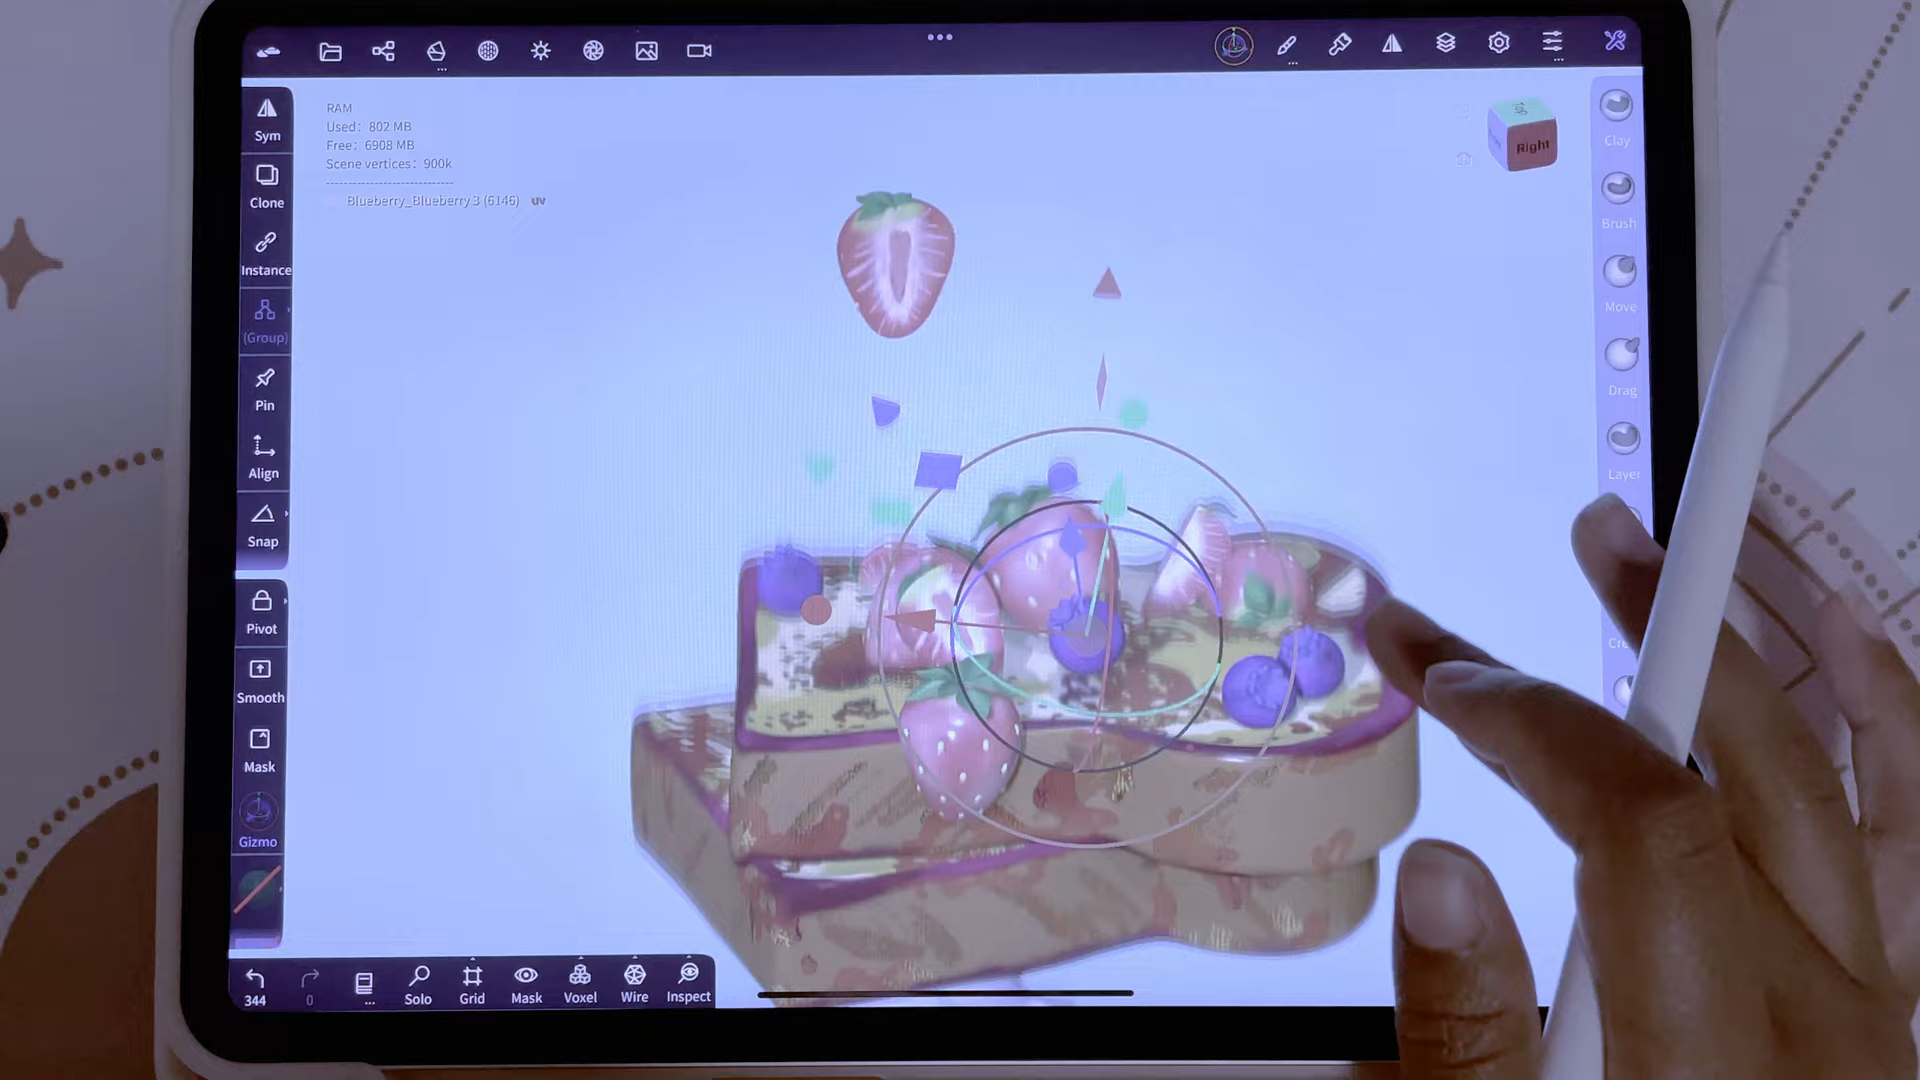 RAM
Used: 802 MB
Free: 6908 MB
Scene vertices: 900k
Blueberry_Blueberry3 (6146) uv
Top
Right
Sym
Clone
Instance
(Group)
Pin
Align
Snap
Pivot
Smooth
Mask
Gizmo
Clay
Brush
Move
Drag
Layer
344
0
Solo
Grid
Mask
Voxel
Wire
Inspect